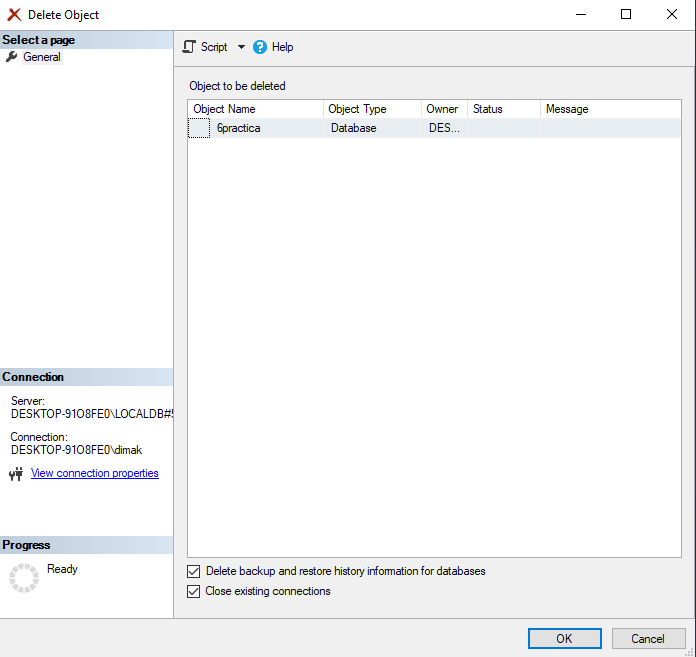 Delete Object
Select a page
General
Script
Help
Object to be deleted
Object Name Object Type Owner Status Message
6practica Database DES...
Connection
Server:
DESKTOP-91O8FE0\LOCALDB#
Connection:
DESKTOP-91O8FE0\dimak
View connection properties
Progress
Ready
Delete backup and restore history information for databases
Close existing connections
OK Cancel